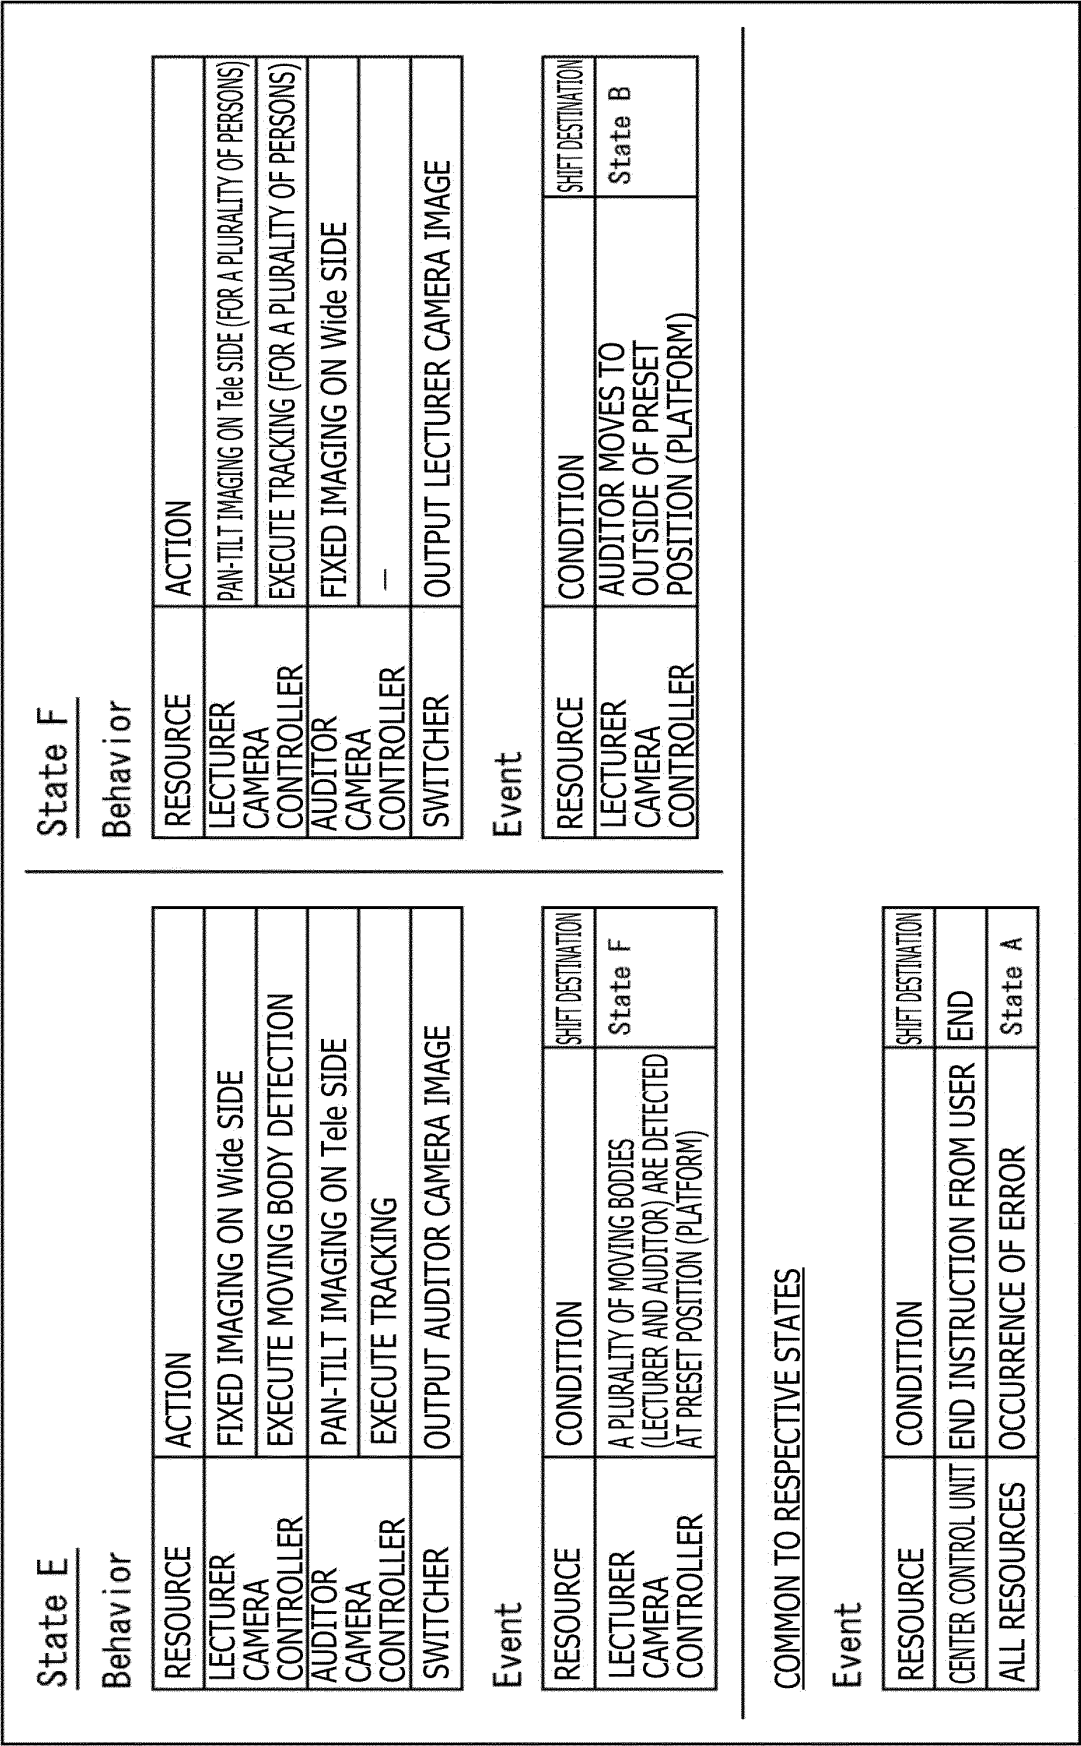 State E
Behavior
RESOURCE
ACTION
LECTURER
CAMERA
CONTROLLER
FIXED IMAGING ON Wide SIDE
EXECUTE MOVING BODY DETECTION
AUDITOR
CAMERA
CONTROLLER
PAN-TILT IMAGING ON Tele SIDE
EXECUTE TRACKING
SWITCHER
OUTPUT AUDITOR CAMERA IMAGE
Event
RESOURCE
CONDITION
SHIFT DESTINATION
LECTURER
CAMERA
CONTROLLER
A PLURALITY OF MOVING BODIES
(LECTURER AND AUDITOR) ARE DETECTED
AT PRESET POSITION (PLATFORM)
State F
State F
Behavior
RESOURCE
ACTION
LECTURER
CAMERA
CONTROLLER
PAN-TILT IMAGING ON Tele SIDE (FOR A PLURALITY OF PERSONS)
EXECUTE TRACKING (FOR A PLURALITY OF PERSONS)
AUDITOR
CAMERA
CONTROLLER
FIXED IMAGING ON Wide SIDE
—
SWITCHER
OUTPUT LECTURER CAMERA IMAGE
Event
RESOURCE
CONDITION
SHIFT DESTINATION
LECTURER
CAMERA
CONTROLLER
AUDITOR MOVES TO
OUTSIDE OF PRESET
POSITION (PLATFORM)
State B
COMMON TO RESPECTIVE STATES
Event
RESOURCE
CONDITION
SHIFT DESTINATION
CENTER CONTROL UNIT
END INSTRUCTION FROM USER
END
ALL RESOURCES
OCCURRENCE OF ERROR
State A